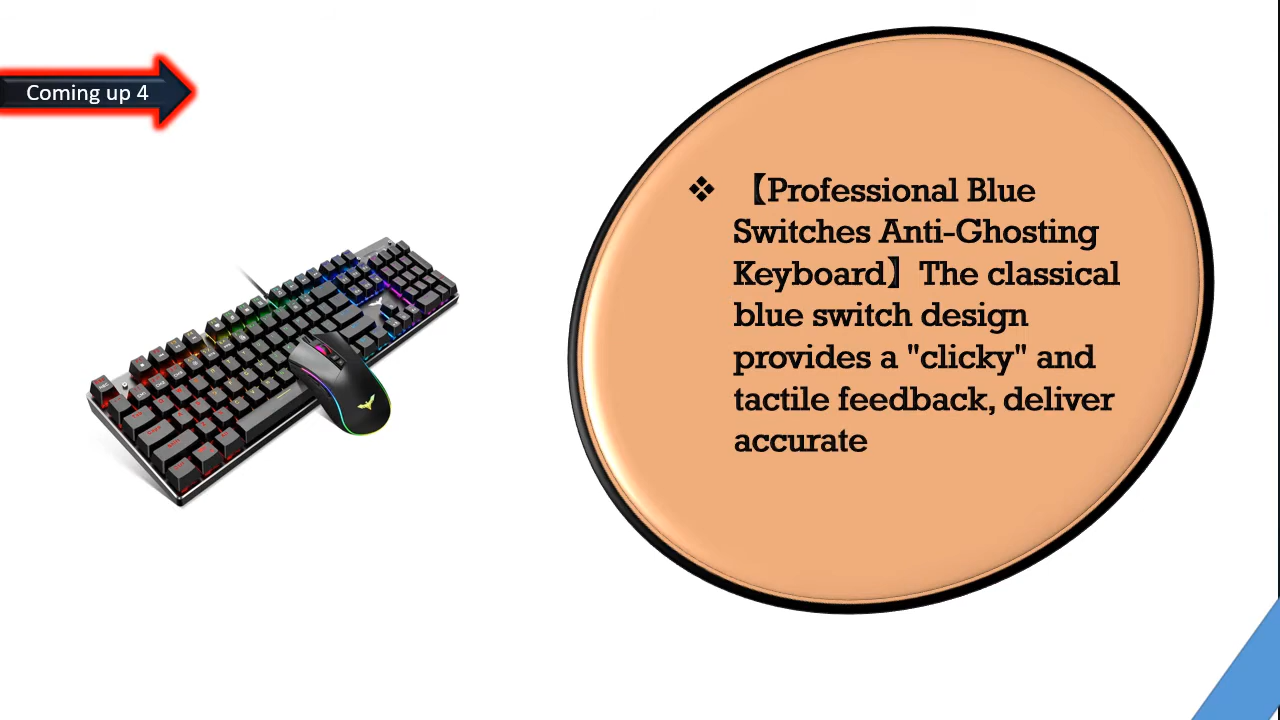 Coming up 4
❖ 【Professional Blue
Switches Anti-Ghosting
Keyboard】The classical
blue switch design
provides a "clicky" and
tactile feedback, deliver
accurate